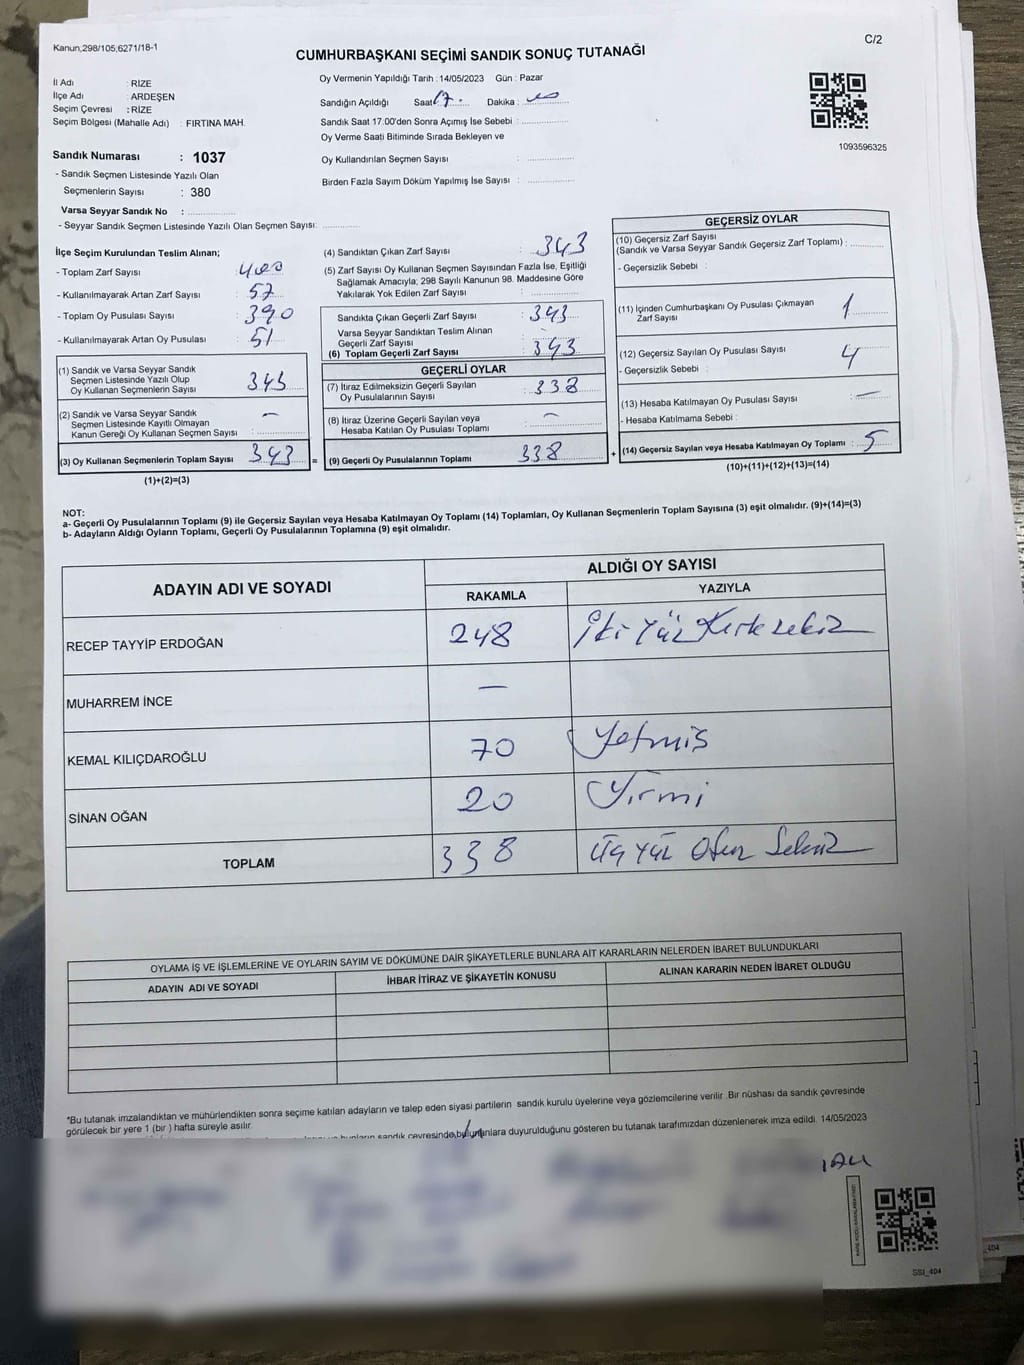 Kanun,298/105;6271/18-1
C/2
CUMHURBAŞKANI SEÇİMİ SANDIK SONUÇ TUTANAĞI
İl Adı : RİZE
İlçe Adı : ARDEŞEN
Seçim Çevresi : RİZE
Seçim Bölgesi (Mahalle Adı) : FIRTINA MAH.
Oy Vermenin Yapıldığı Tarih : 14/05/2023 Gün : Pazar
Sandığın Açıldığı Saat 17. Dakika :
Sandık Saat 17:00'den Sonra Açımış İse Sebebi :
Oy Verme Saati Bitiminde Sırada Bekleyen ve
Oy Kullandırılan Seçmen Sayısı :
Birden Fazla Sayım Döküm Yapılmış İse Sayısı :
1093596325
Sandık Numarası : 1037
- Sandık Seçmen Listesinde Yazılı Olan
Seçmenlerin Sayısı : 380
Varsa Seyyar Sandık No :
- Seyyar Sandık Seçmen Listesinde Yazılı Olan Seçmen Sayısı:
İlçe Seçim Kurulundan Teslim Alınan;
- Toplam Zarf Sayısı : 400
- Kullanılmayarak Artan Zarf Sayısı : 57
- Toplam Oy Pusulası Sayısı : 390
- Kullanılmayarak Artan Oy Pusulası : 51
(1) Sandık ve Varsa Seyyar Sandık
Seçmen Listesinde Yazılı Olup
Oy Kullanan Seçmenlerin Sayısı : 343
(2) Sandık ve Varsa Seyyar Sandık
Seçmen Listesinde Kayıtlı Olmayan
Kanun Gereği Oy Kullanan Seçmen Sayısı : —
(3) Oy Kullanan Seçmenlerin Toplam Sayısı : 343 =
(1)+(2)=(3)
(4) Sandıktan Çıkan Zarf Sayısı : 343
(5) Zarf Sayısı Oy Kullanan Seçmen Sayısından Fazla İse, Eşitliği
Sağlamak Amacıyla; 298 Sayılı Kanunun 98. Maddesine Göre
Yakılarak Yok Edilen Zarf Sayısı :
Sandıkta Çıkan Geçerli Zarf Sayısı : 343
Varsa Seyyar Sandıktan Teslim Alınan
Geçerli Zarf Sayısı :
(6) Toplam Geçerli Zarf Sayısı : 343
GEÇERLİ OYLAR
(7) İtiraz Edilmeksizin Geçerli Sayılan
Oy Pusulalarının Sayısı : 338
(8) İtiraz Üzerine Geçerli Sayılan veya
Hesaba Katılan Oy Pusulası Toplamı : —
(9) Geçerli Oy Pusulalarının Toplamı 338 +
GEÇERSİZ OYLAR
(10) Geçersiz Zarf Sayısı
(Sandık ve Varsa Seyyar Sandık Geçersiz Zarf Toplamı) :
- Geçersizlik Sebebi :
(11) İçinden Cumhurbaşkanı Oy Pusulası Çıkmayan
Zarf Sayısı : 1
(12) Geçersiz Sayılan Oy Pusulası Sayısı : 4
- Geçersizlik Sebebi :
(13) Hesaba Katılmayan Oy Pusulası Sayısı : —
- Hesaba Katılmama Sebebi :
(14) Geçersiz Sayılan veya Hesaba Katılmayan Oy Toplamı : 5
(10)+(11)+(12)+(13)=(14)
NOT:
a- Geçerli Oy Pusulalarının Toplamı (9) ile Geçersiz Sayılan veya Hesaba Katılmayan Oy Toplamı (14) Toplamları, Oy Kullanan Seçmenlerin Toplam Sayısına (3) eşit olmalıdır. (9)+(14)=(3)
b- Adayların Aldığı Oyların Toplamı, Geçerli Oy Pusulalarının Toplamına (9) eşit olmalıdır.
ADAYIN ADI VE SOYADI ALDIĞI OY SAYISI
RAKAMLA YAZIYLA
RECEP TAYYİP ERDOĞAN 248 İki Yüz Kırk sekiz
MUHARREM İNCE —
KEMAL KILIÇDAROĞLU 70 Yetmiş
SİNAN OĞAN 20 Yirmi
TOPLAM 338 Üç Yüz Otuz Sekiz
OYLAMA İŞ VE İŞLEMLERİNE VE OYLARIN SAYIM VE DÖKÜMÜNE DAİR ŞİKAYETLERLE BUNLARA AİT KARARLARIN NELERDEN İBARET BULUNDUKLARI
ADAYIN ADI VE SOYADI İHBAR İTİRAZ VE ŞİKAYETİN KONUSU ALINAN KARARIN NEDEN İBARET OLDUĞU
*Bu tutanak imzalandıktan ve mühürlendikten sonra seçime katılan adayların ve talep eden siyasi partilerin sandık kurulu üyelerine veya gözlemcilerine verilir .Bir nüshası da sandık çevresinde
görülecek bir yere 1 (bir ) hafta süreyle asılır.
sandık çevresinde bulunanlara duyurulduğunu gösteren bu tutanak tarafımızdan düzenlenerek imza edildi. 14/05/2023
SSI_404
_404